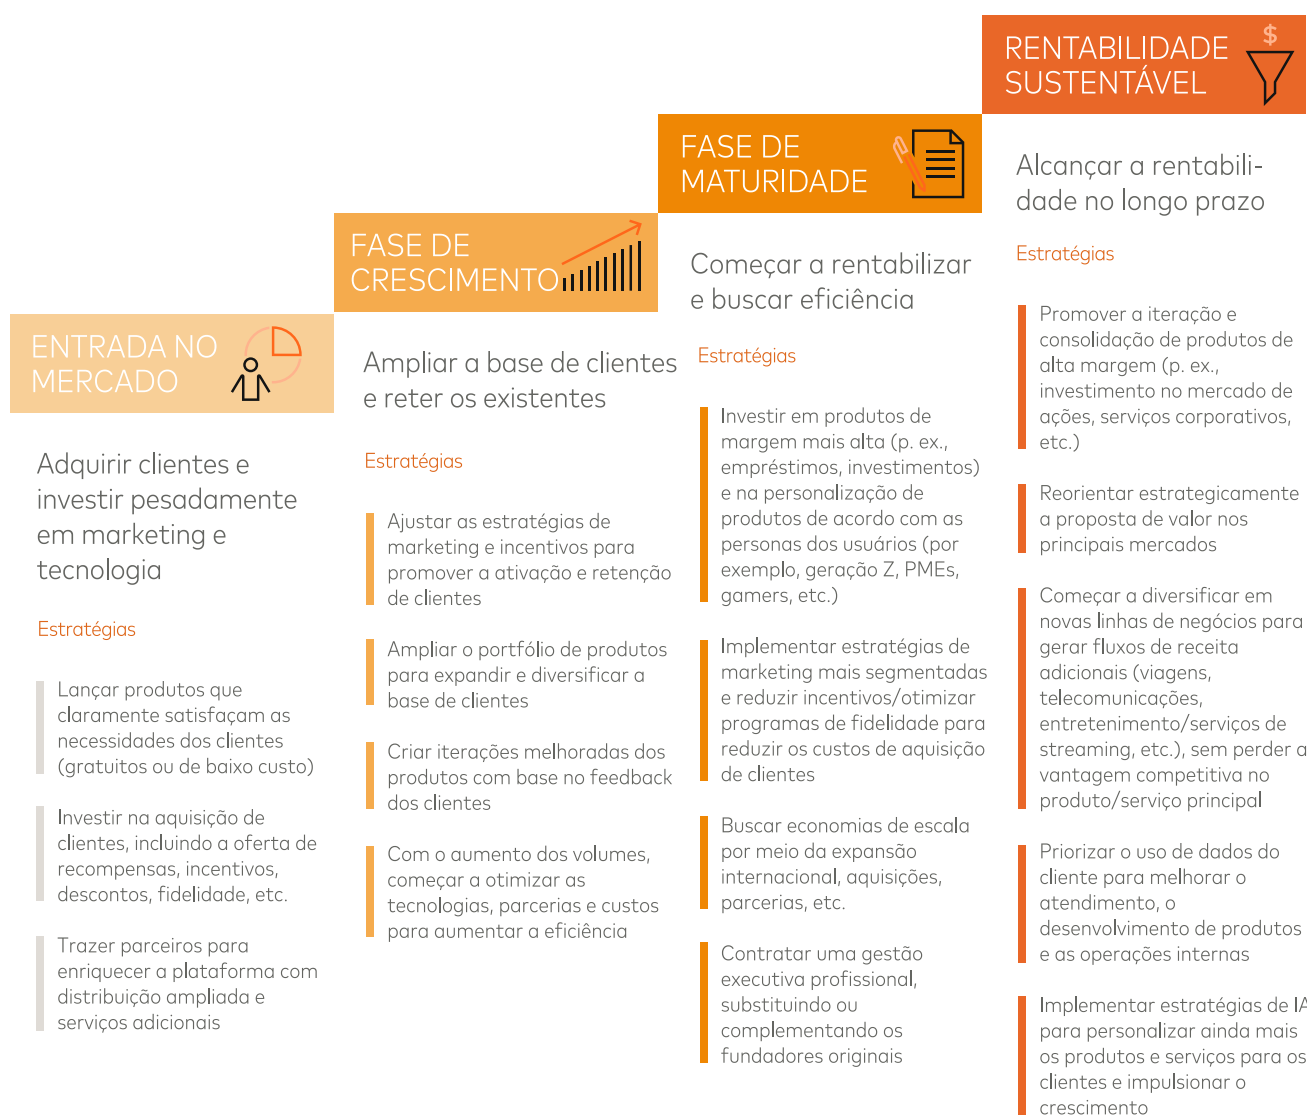 ENTRADA NO
MERCADO
Adquirir clientes e
investir pesadamente
em marketing e
tecnologia
Estratégias
Lançar produtos que
claramente satisfaçam as
necessidades dos clientes
(gratuitos ou de baixo custo)
Investir na aquisição de
clientes, incluindo a oferta de
recompensas, incentivos,
descontos, fidelidade, etc.
Trazer parceiros para
enriquecer a plataforma com
distribuição ampliada e
serviços adicionais
FASE DE
CRESCIMENTO
Ampliar a base de clientes
e reter os existentes
Estratégias
Ajustar as estratégias de
marketing e incentivos para
promover a ativação e retenção
de clientes
Ampliar o portfólio de produtos
para expandir e diversificar a
base de clientes
Criar iterações melhoradas dos
produtos com base no feedback
dos clientes
Com o aumento dos volumes,
começar a otimizar as
tecnologias, parcerias e custos
para aumentar a eficiência
FASE DE
MATURIDADE
Começar a rentabilizar
e buscar eficiência
Estratégias
Investir em produtos de
margem mais alta (p. ex.,
empréstimos, investimentos)
e na personalização de
produtos de acordo com as
personas dos usuários (por
exemplo, geração Z, PMEs,
gamers, etc.)
Implementar estratégias de
marketing mais segmentadas
e reduzir incentivos/otimizar
programas de fidelidade para
reduzir os custos de aquisição
de clientes
Buscar economias de escala
por meio da expansão
internacional, aquisições,
parcerias, etc.
Contratar uma gestão
executiva profissional,
substituindo ou
complementando os
fundadores originais
RENTABILIDADE
SUSTENTÁVEL
$
Alcançar a rentabili-
dade no longo prazo
Estratégias
Promover a iteração e
consolidação de produtos de
alta margem (p. ex.,
investimento no mercado de
ações, serviços corporativos,
etc.)
Reorientar estrategicamente
a proposta de valor nos
principais mercados
Começar a diversificar em
novas linhas de negócios para
gerar fluxos de receita
adicionais (viagens,
telecomunicações,
entretenimento/serviços de
streaming, etc.), sem perder a
vantagem competitiva no
produto/serviço principal
Priorizar o uso de dados do
cliente para melhorar o
atendimento, o
desenvolvimento de produtos
e as operações internas
Implementar estratégias de IA
para personalizar ainda mais
os produtos e serviços para os
clientes e impulsionar o
crescimento